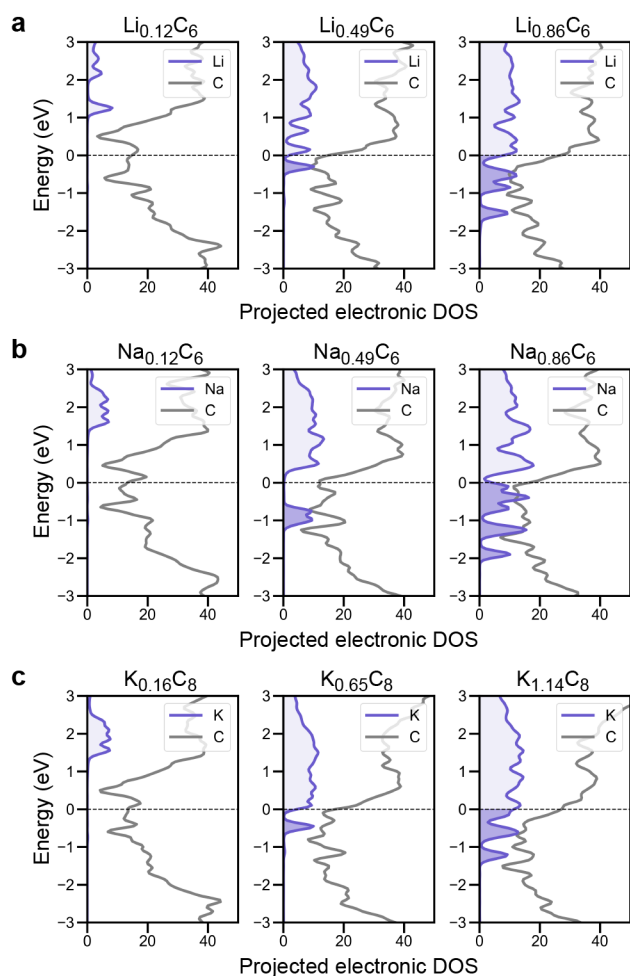 a
Li0.12C6
Li0.49C6
Li0.86C6
Energy (eV)
3
2
1
0
−1
−2
−3
Li
C
Li
C
Li
C
0 20 40
0 20 40
0 20 40
Projected electronic DOS
b
Na0.12C6
Na0.49C6
Na0.86C6
Energy (eV)
3
2
1
0
−1
−2
−3
Na
C
Na
C
Na
C
0 20 40
0 20 40
0 20 40
Projected electronic DOS
c
K0.16C8
K0.65C8
K1.14C8
Energy (eV)
3
2
1
0
−1
−2
−3
K
C
K
C
K
C
0 20 40
0 20 40
0 20 40
Projected electronic DOS